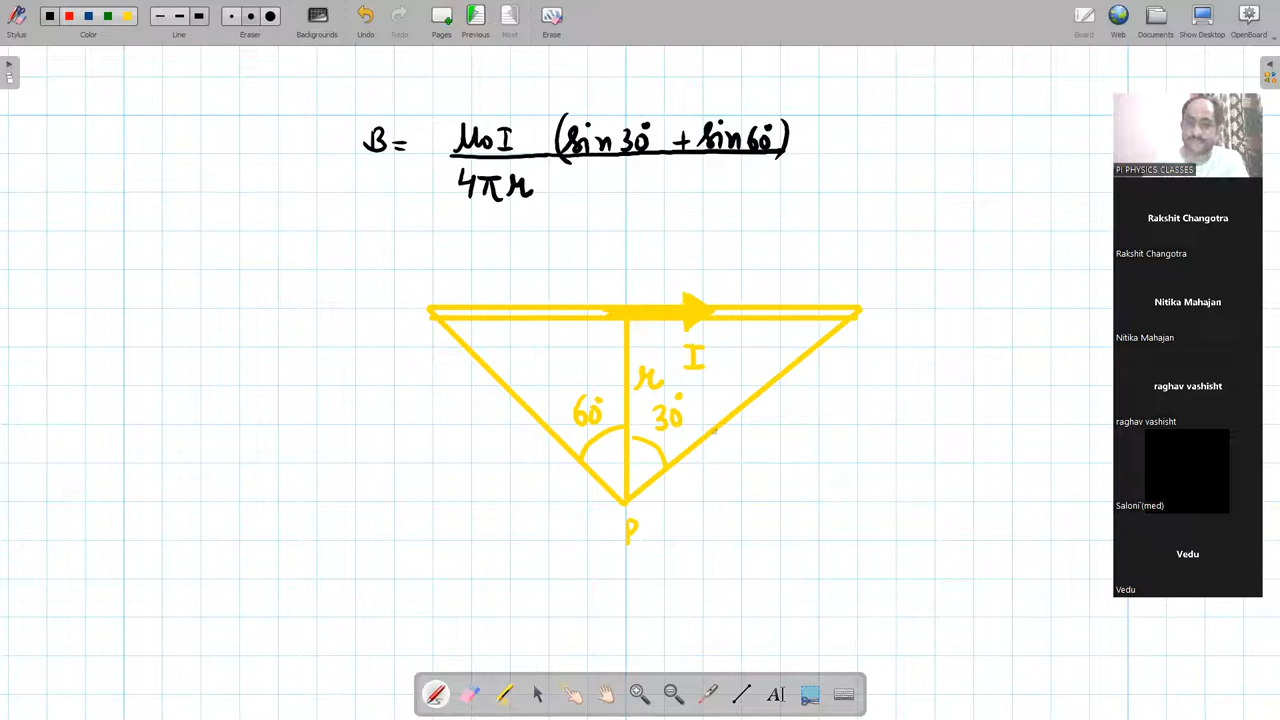 Stylus
Color
Line
Eraser
Backgrounds
Undo
Redo
Pages
Previous
Next
Erase
Board
Web
Documents
Show Desktop
OpenBoard
B = μ₀I (sin 30° + sin 60°)
4πr
I
r
60° 30°
P
PI PHYSICS CLASSES
Rakshit Changotra
Rakshit Changotra
Nitika Mahajan
Nitika Mahajan
raghav vashisht
raghav vashisht
Saloni (med)
Vedu
Vedu
AI